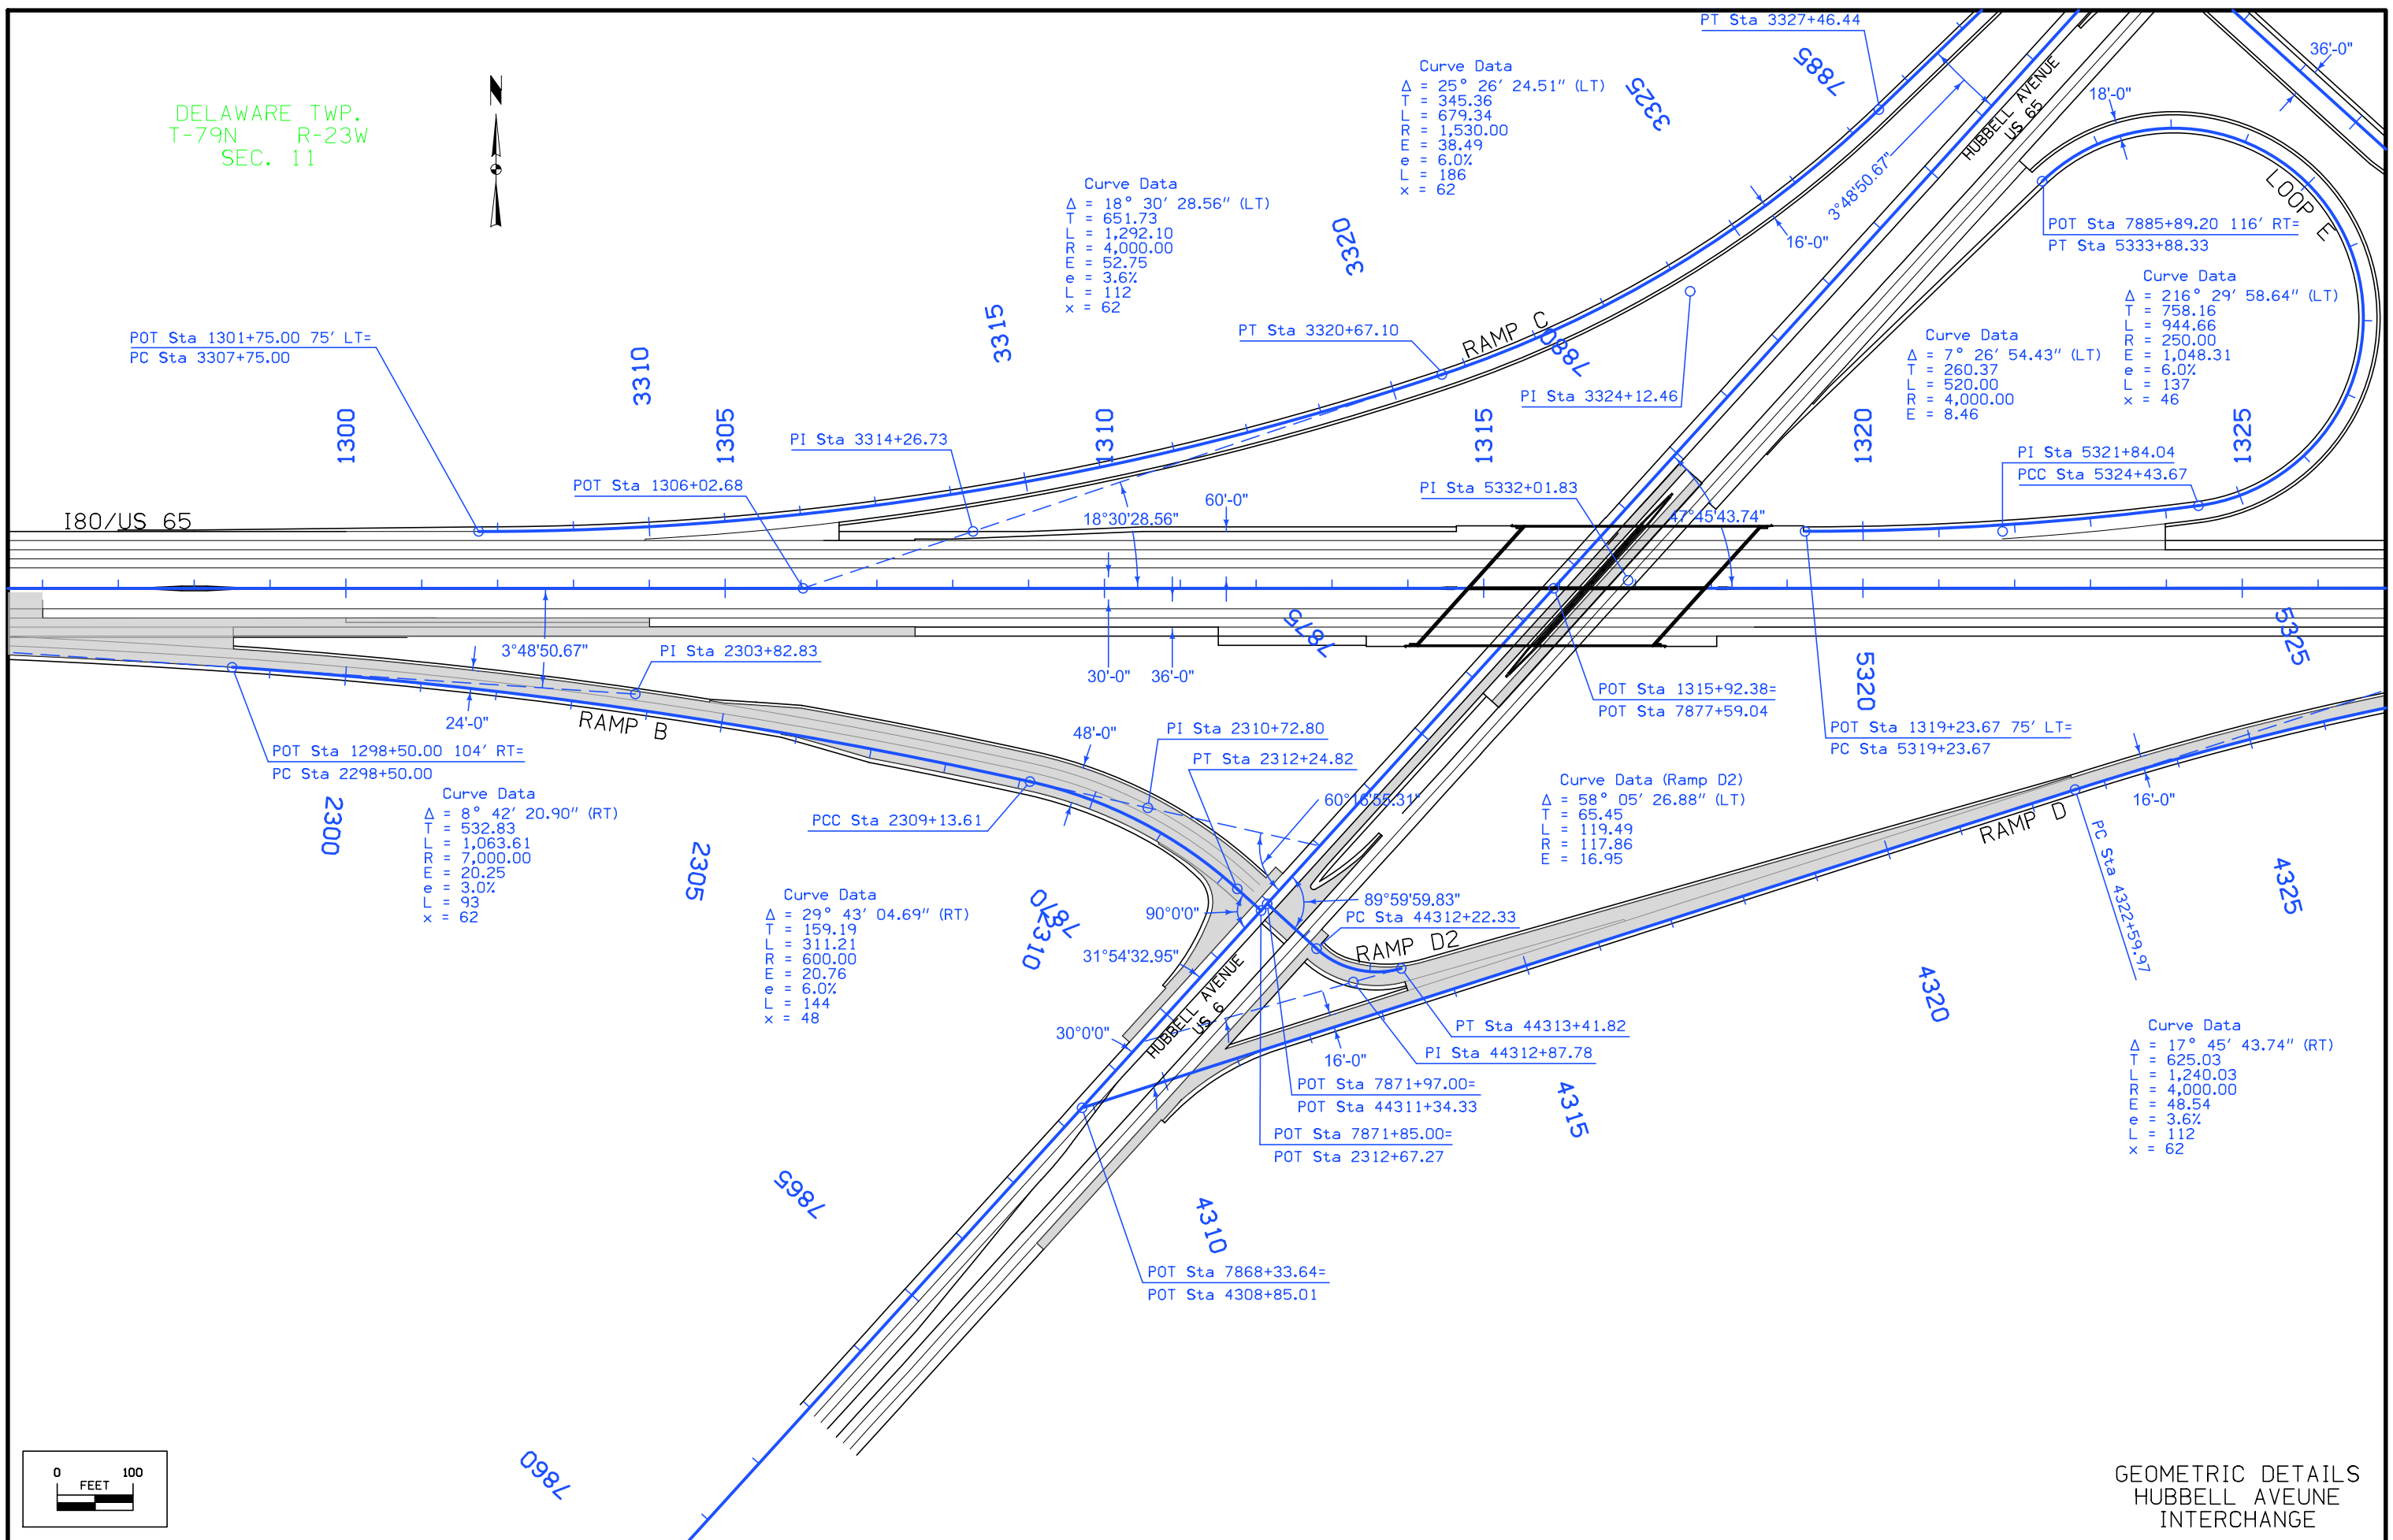 DELAWARE TWP.
T-79N R-23W
SEC. 11
N
PT Sta 3327+46.44
Curve Data
Δ = 25° 26′ 24.51″ (LT)
T = 345.36
L = 679.34
R = 1,530.00
E = 38.49
e = 6.0%
L = 186
x = 62
3325
7885
3°48'50.67"
HUBBELL AVENUE
US 65
36'-0"
18'-0"
LOOP E
Curve Data
Δ = 18° 30′ 28.56″ (LT)
T = 651.73
L = 1,292.10
R = 4,000.00
E = 52.75
e = 3.6%
L = 112
x = 62
3320
16'-0"
POT Sta 7885+89.20 116′ RT=
PT Sta 5333+88.33
Curve Data
Δ = 216° 29′ 58.64″ (LT)
T = 758.16
L = 944.66
R = 250.00
E = 1,048.31
e = 6.0%
L = 137
x = 46
Curve Data
Δ = 7° 26′ 54.43″ (LT)
T = 260.37
L = 520.00
R = 4,000.00
E = 8.46
POT Sta 1301+75.00 75′ LT=
PC Sta 3307+75.00
3310
3315
PT Sta 3320+67.10
RAMP C
7880
PI Sta 3324+12.46
1300
1305
1310
1315
1320
1325
PI Sta 3314+26.73
POT Sta 1306+02.68
PI Sta 5321+84.04
PCC Sta 5324+43.67
PI Sta 5332+01.83
60'-0"
18°30'28.56"
47°45'43.74"
I80/US 65
3°48'50.67"
PI Sta 2303+82.83
30'-0"
36'-0"
7875
5320
5325
24'-0"
RAMP B
POT Sta 1315+92.38=
POT Sta 7877+59.04
POT Sta 1319+23.67 75′ LT=
PC Sta 5319+23.67
POT Sta 1298+50.00 104′ RT=
PC Sta 2298+50.00
48'-0"
PI Sta 2310+72.80
PT Sta 2312+24.82
60°16'55.31"
PCC Sta 2309+13.61
Curve Data
Δ = 8° 42′ 20.90″ (RT)
T = 532.83
L = 1,063.61
R = 7,000.00
E = 20.25
e = 3.0%
L = 93
x = 62
2300
2305
Curve Data (Ramp D2)
Δ = 58° 05′ 26.88″ (LT)
T = 65.45
L = 119.49
R = 117.86
E = 16.95
16'-0"
RAMP D
PC Sta 4322+59.97
4325
Curve Data
Δ = 29° 43′ 04.69″ (RT)
T = 159.19
L = 311.21
R = 600.00
E = 20.76
e = 6.0%
L = 144
x = 48
7870
2310
90°0'0"
89°59'59.83"
PC Sta 44312+22.33
RAMP D2
31°54'32.95"
30°0'0"
HUBBELL AVENUE
US 6
PT Sta 44313+41.82
PI Sta 44312+87.78
16'-0"
POT Sta 7871+97.00=
POT Sta 44311+34.33
POT Sta 7871+85.00=
POT Sta 2312+67.27
4315
4320
Curve Data
Δ = 17° 45′ 43.74″ (RT)
T = 625.03
L = 1,240.03
R = 4,000.00
E = 48.54
e = 3.6%
L = 112
x = 62
7865
4310
POT Sta 7868+33.64=
POT Sta 4308+85.01
7860
0 100
FEET
GEOMETRIC DETAILS
HUBBELL AVEUNE
INTERCHANGE